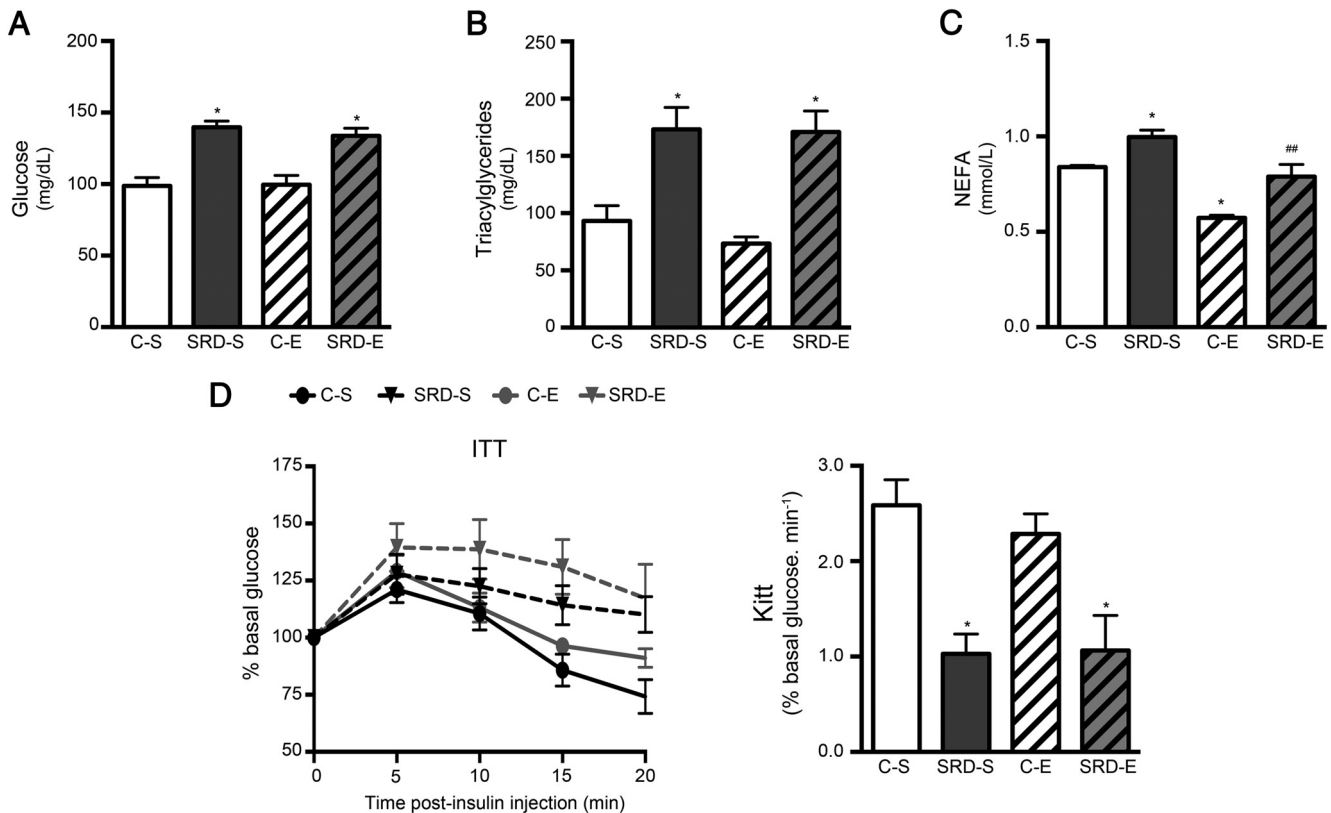 A
Glucose
(mg/dL)
200
150
100
50
0
*
*
C-S SRD-S C-E SRD-E
B
Triacylglycerides
(mg/dL)
250
200
150
100
50
0
*
*
C-S SRD-S C-E SRD-E
C
NEFA
(mmol/L)
1.5
1.0
0.5
0.0
*
*
##
C-S SRD-S C-E SRD-E
D
C-S SRD-S C-E SRD-E
ITT
% basal glucose
175
150
125
100
75
50
0 5 10 15 20
Time post-insulin injection (min)
Kitt
(% basal glucose. min⁻¹)
3.0
2.0
1.0
0.0
*
*
C-S SRD-S C-E SRD-E